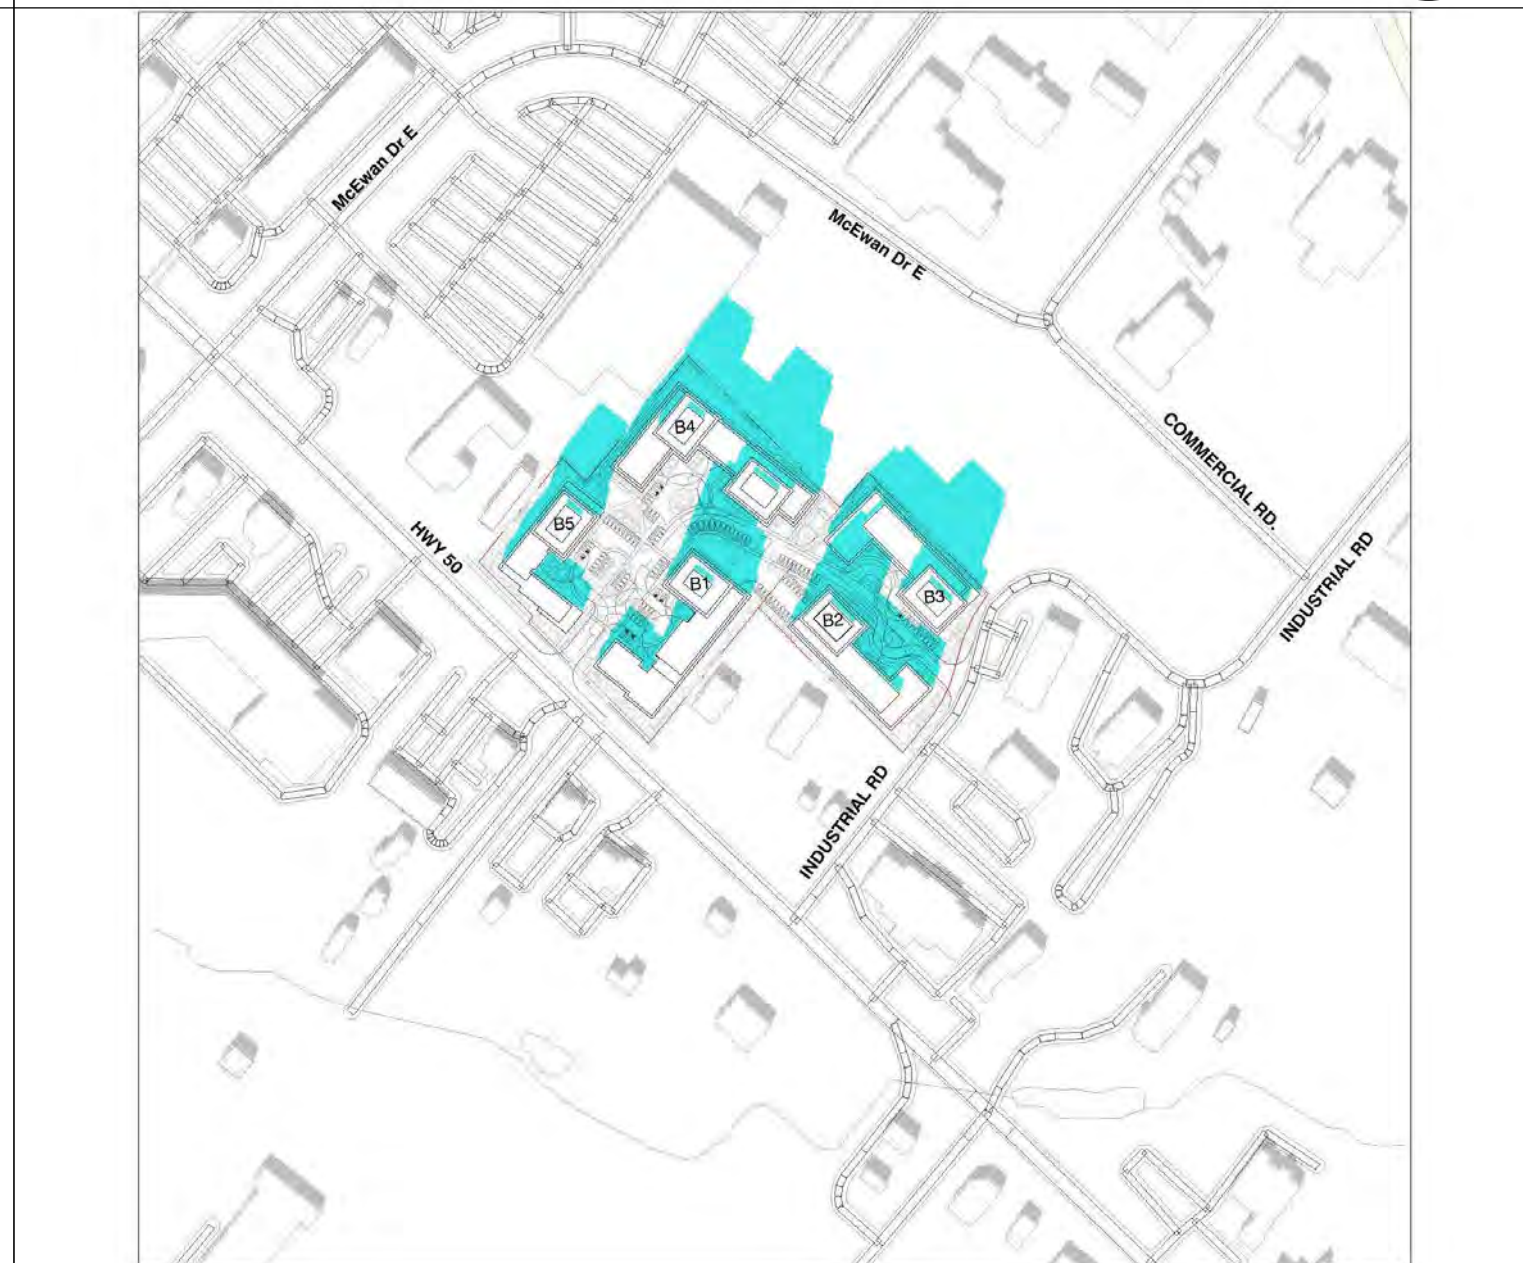 McEwan Dr E
McEwan Dr E
B4
COMMERCIAL RD.
B5
HWY 50
INDUSTRIAL RD
B1
B3
B2
INDUSTRIAL RD